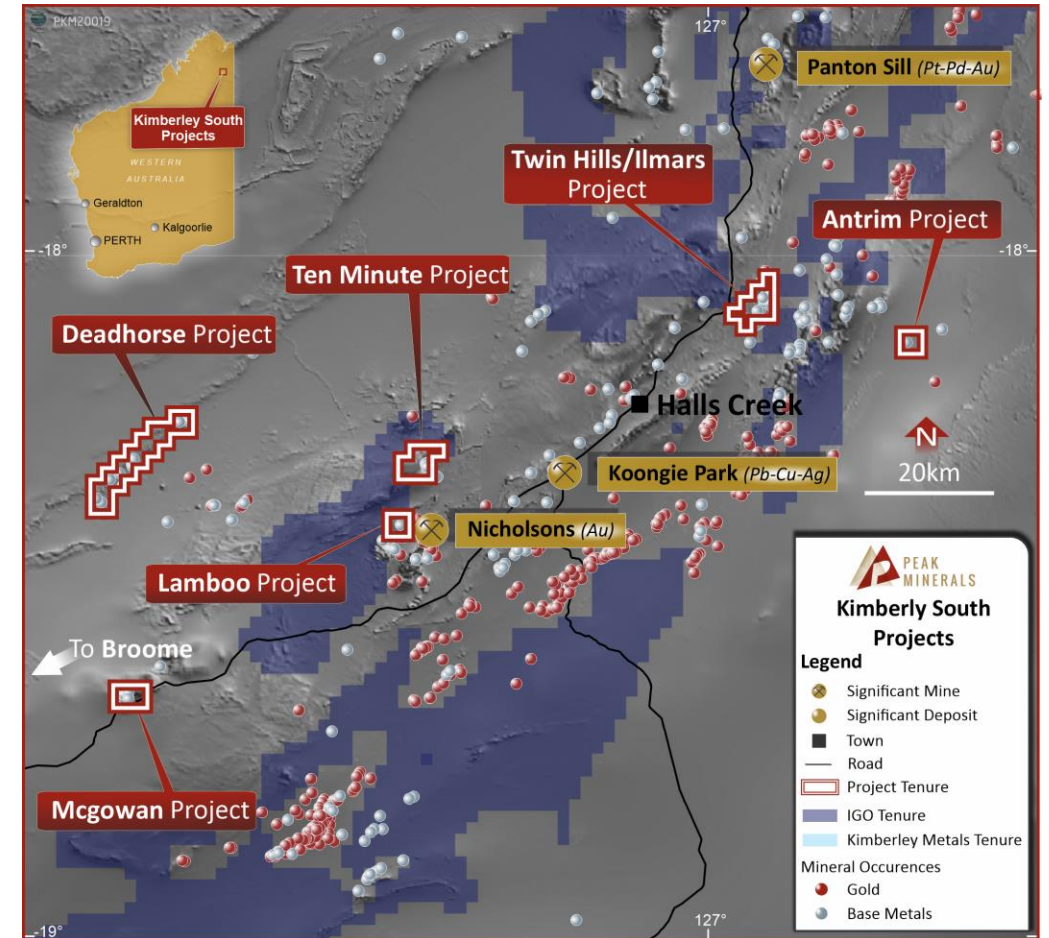 PKM20019
127°
Panton Sill (Pt-Pd-Au)
Kimberley South
Projects
WESTERN
AUSTRALIA
Geraldton
Kalgoorlie
PERTH
Twin Hills/Ilmars
Project
Antrim Project
-18°
-18°
Ten Minute Project
Deadhorse Project
Halls Creek
N
20km
Koongie Park (Pb-Cu-Ag)
Nicholsons (Au)
Lamboo Project
To Broome
Mcgowan Project
PEAK
MINERALS
Kimberly South
Projects
Legend
Significant Mine
Significant Deposit
Town
Road
Project Tenure
IGO Tenure
Kimberley Metals Tenure
Mineral Occurences
Gold
Base Metals
-19°
127°